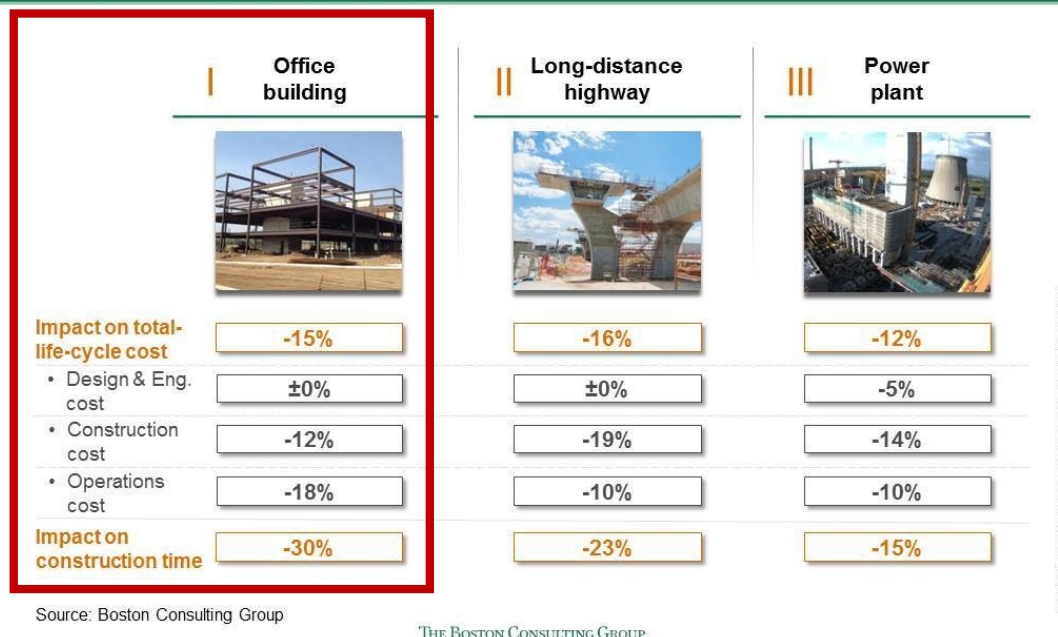 I
Office
building
II
Long-distance
highway
III
Power
plant
Impact on total-
life-cycle cost
-15%
-16%
-12%
• Design & Eng.
cost
±0%
±0%
-5%
• Construction
cost
-12%
-19%
-14%
• Operations
cost
-18%
-10%
-10%
Impact on
construction time
-30%
-23%
-15%
Source: Boston Consulting Group
THE BOSTON CONSULTING GROUP